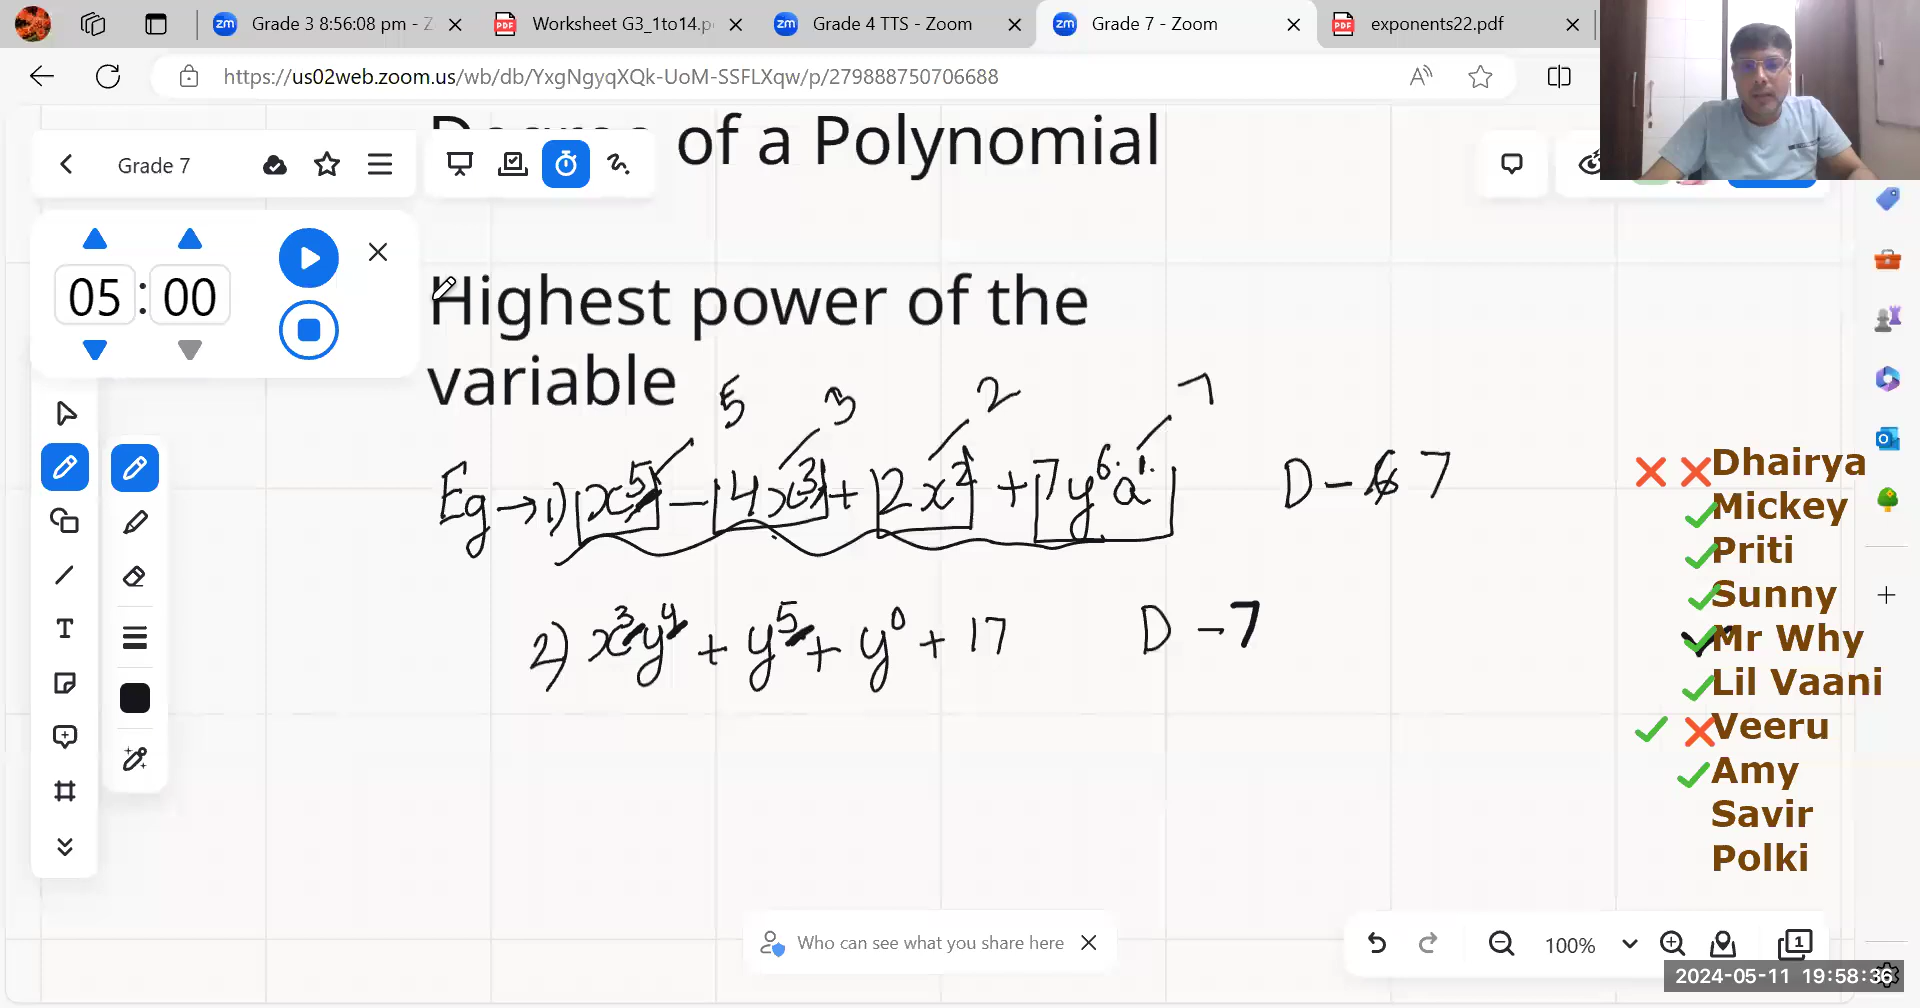 Grade 3 8:56:08 pm - Z
Worksheet G3_1to14.p
Grade 4 TTS - Zoom
Grade 7 - Zoom
exponents22.pdf
https://us02web.zoom.us/wb/db/YxgNgyqXQk-UoM-SSFLXqw/p/279888750706688
Degree of a Polynomial
Grade 7
05:00
Highest power of the
variable
5 3 2 7
Eg → 1) x⁵ - 4x³ + 2x² + 7y⁶a¹ D - 6 7
2) x³y⁴ + y⁵ + y⁰ + 17 D - 7
Dhairya
Mickey
Priti
Sunny
Mr Why
Lil Vaani
Veeru
Amy
Savir
Polki
Who can see what you share here
100%
1
2024-05-11 19:58:36